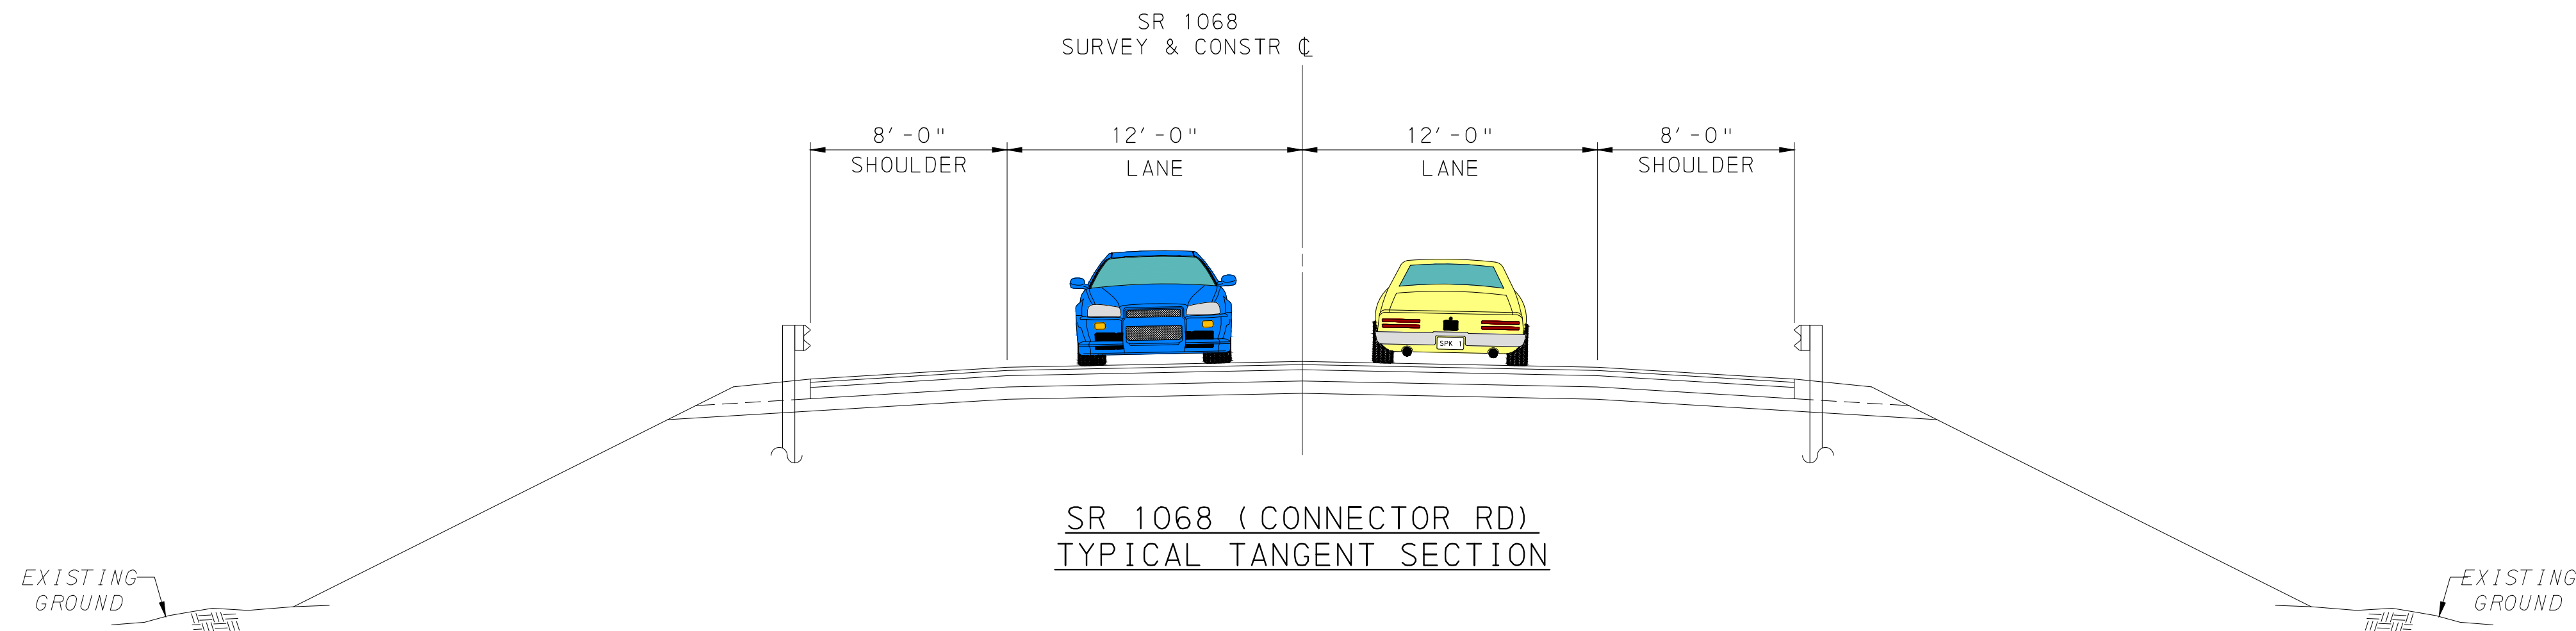 SR 1068
SURVEY & CONSTR ℄
8'-0" 12'-0" 12'-0" 8'-0"
SHOULDER LANE LANE SHOULDER
SPK 1
SR 1068 (CONNECTOR RD)
TYPICAL TANGENT SECTION
EXISTING
GROUND
EXISTING
GROUND